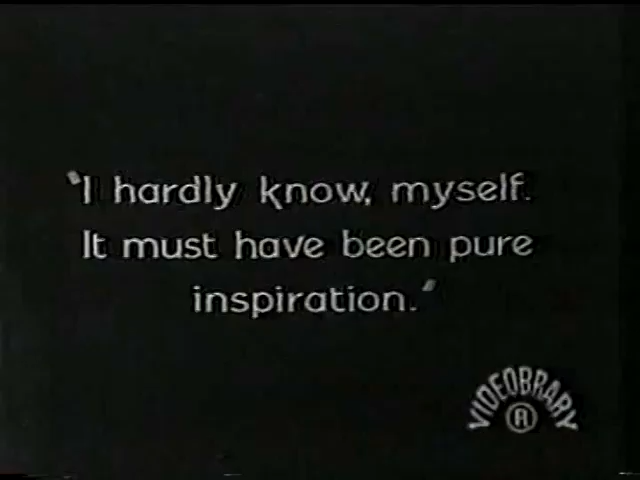 "I hardly know, myself.
It must have been pure
inspiration."
VIDEOBRARY
R